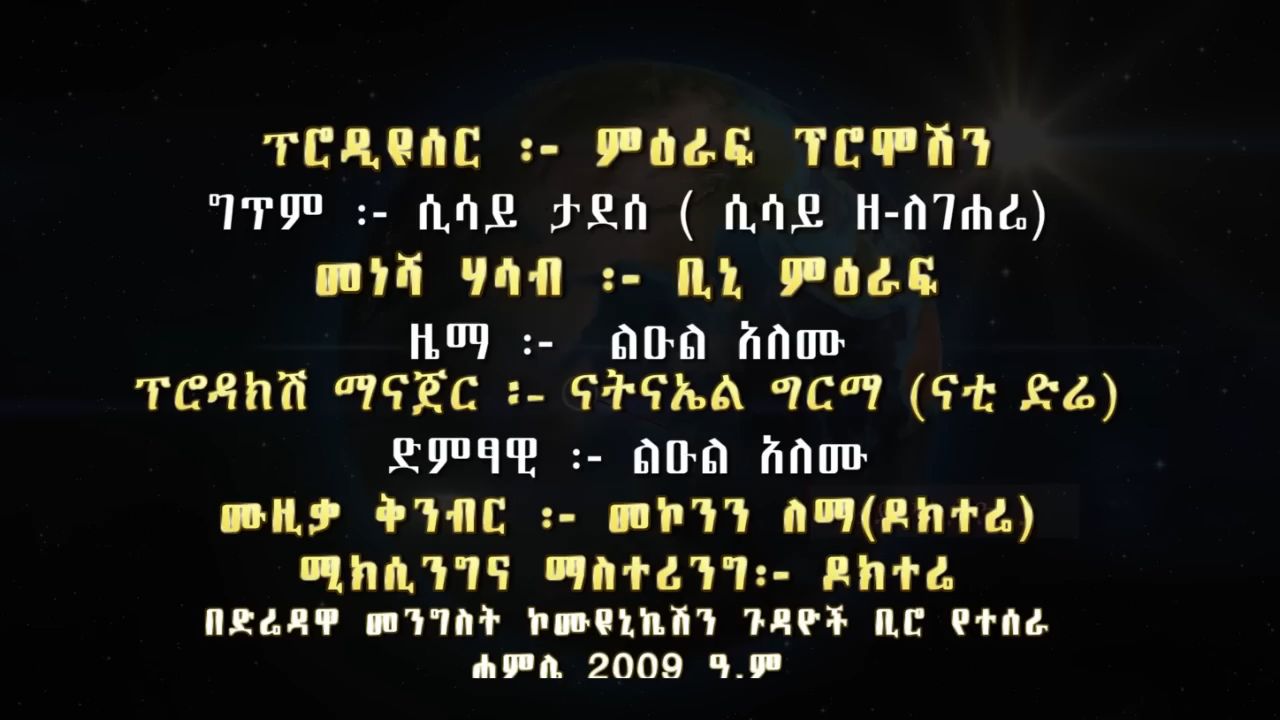 ፕሮዲዩሰር ፡- ምዕራፍ ፕሮሞሽን
ግጥም ፡- ሲሳይ ታደሰ ( ሲሳይ ዘ-ለገሐሬ)
መነሻ ሃሳብ ፡- ቢኒ ምዕራፍ
ዜማ ፡- ልዑል አለሙ
ፕሮዳክሽ ማናጀር ፡- ናትናኤል ግርማ (ናቲ ድሬ)
ድምፃዊ ፡- ልዑል አለሙ
ሙዚቃ ቅንብር ፡- መኮንን ለማ(ዶክተሬ)
ሚክሲንግና ማስተሪንግ፡- ዶክተሬ
በድሬዳዋ መንግስት ኮሙዩኒኬሽን ጉዳዮች ቢሮ የተሰራ
ሐምሌ 2009 ዓ.ም